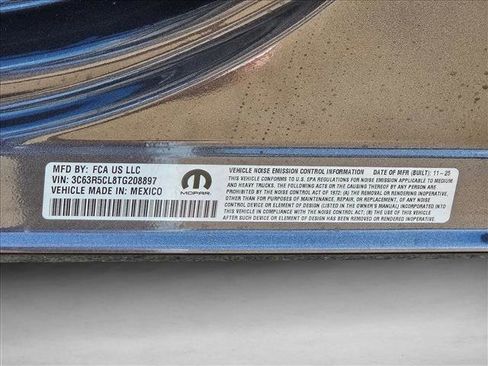 MFD BY: FCA US LLC
VIN: 3C63R5CL8TG208897
VEHICLE MADE IN: MEXICO
MOPAR
VEHICLE NOISE EMISSION CONTROL INFORMATION DATE OF MFR (BUILT): 11 - 25
THIS VEHICLE CONFORMS TO U.S. EPA REGULATIONS FOR NOISE EMISSION APPLICABLE TO MEDIUM
AND HEAVY TRUCKS. THE FOLLOWING ACTS OR THE CAUSING THEREOF BY ANY PERSON ARE
PROHIBITED BY THE NOISE CONTROL ACT OF 1972: (A) THE REMOVAL OR RENDERING INOPERATIVE,
OTHER THAN FOR PURPOSES OF MAINTENANCE, REPAIR, OR REPLACEMENT, OF ANY NOISE
CONTROL DEVICE OR ELEMENT OF DESIGN (LISTED IN THE OWNER'S MANUAL) INCORPORATED INTO
THIS VEHICLE IN COMPLIANCE WITH THE NOISE CONTROL ACT; (B) THE USE OF THIS VEHICLE
AFTER SUCH DEVICE OR ELEMENT OF DESIGN HAS BEEN REMOVED OR RENDERED INOPERATIVE.